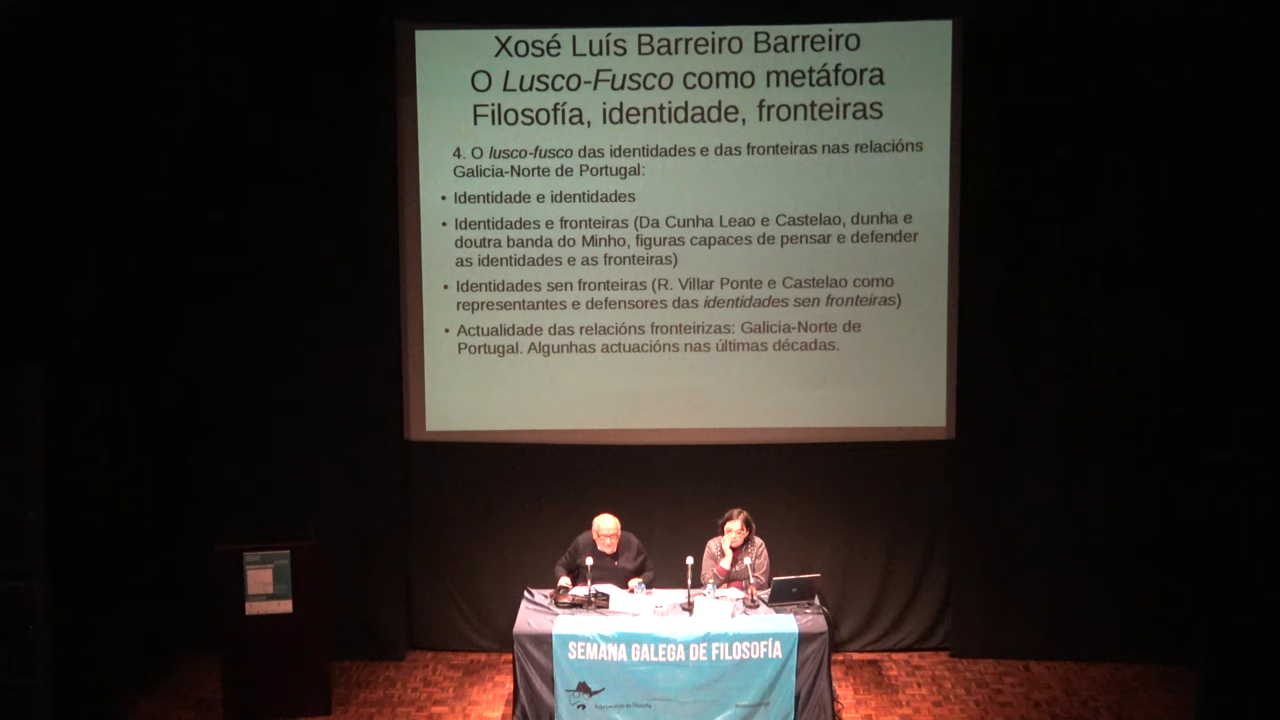 Xosé Luís Barreiro Barreiro
O Lusco-Fusco como metáfora
Filosofía, identidade, fronteiras
4. O lusco-fusco das identidades e das fronteiras nas relacións
Galicia-Norte de Portugal:
• Identidade e identidades
• Identidades e fronteiras (Da Cunha Leao e Castelao, dunha e
doutra banda do Minho, figuras capaces de pensar e defender
as identidades e as fronteiras)
• Identidades sen fronteiras (R. Villar Ponte e Castelao como
representantes e defensores das identidades sen fronteiras)
• Actualidade das relacións fronteirizas: Galicia-Norte de
Portugal. Algunhas actuacións nas últimas décadas.
SEMANA GALEGA DE FILOSOFÍA